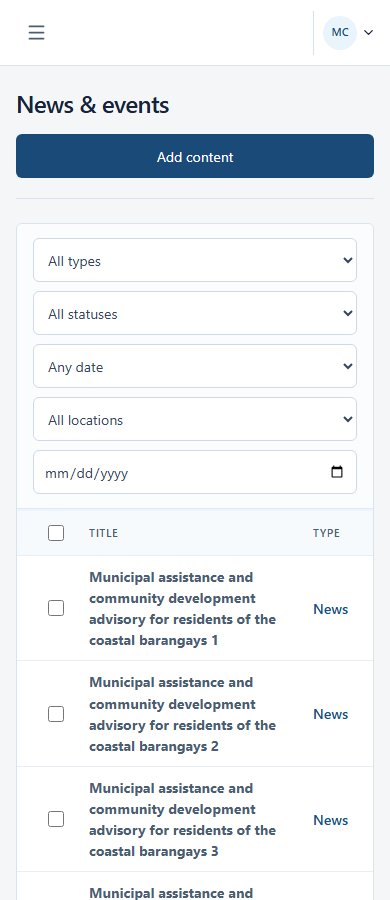 MC
News & events
Add content
All types
All statuses
Any date
All locations
mm/dd/yyyy
TITLE TYPE
Municipal assistance and
community development
advisory for residents of the
coastal barangays 1
News
Municipal assistance and
community development
advisory for residents of the
coastal barangays 2
News
Municipal assistance and
community development
advisory for residents of the
coastal barangays 3
News
Municipal assistance and